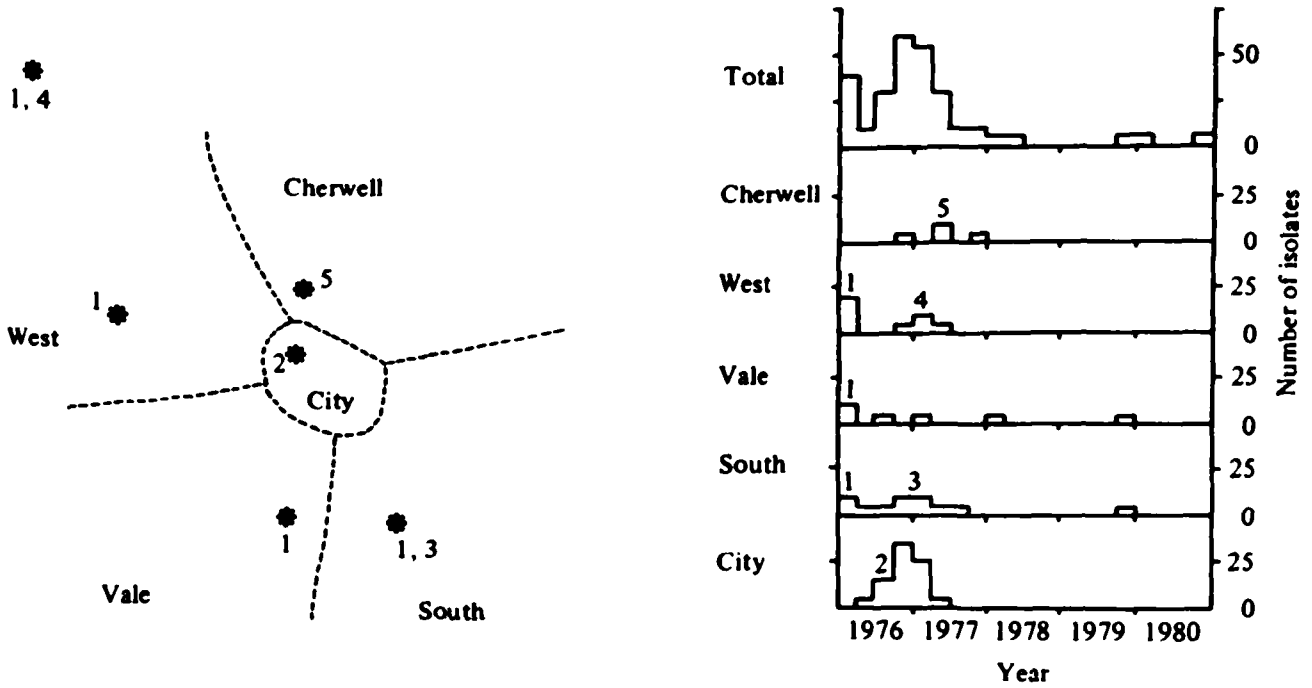 1, 4
Cherwell
5
1
West
2
City
1
1, 3
Vale
South
Total
50
0
Cherwell
5
25
0
West
1
4
25
0
Vale
1
25
0
South
1
3
25
0
City
2
25
0
Number of isolates
1976 1977 1978 1979 1980
Year